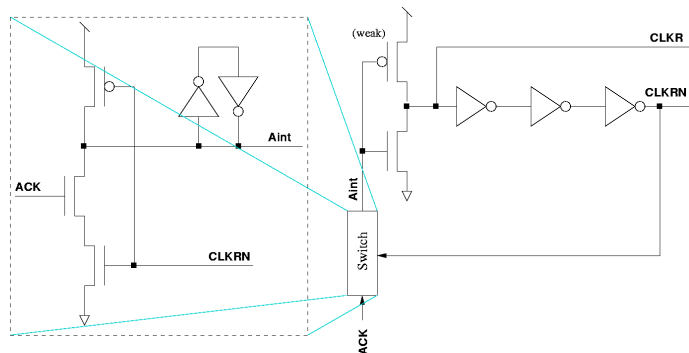 (weak)
CLKR
CLKRN
Aint
ACK
Aint
CLKRN
Switch
ACK